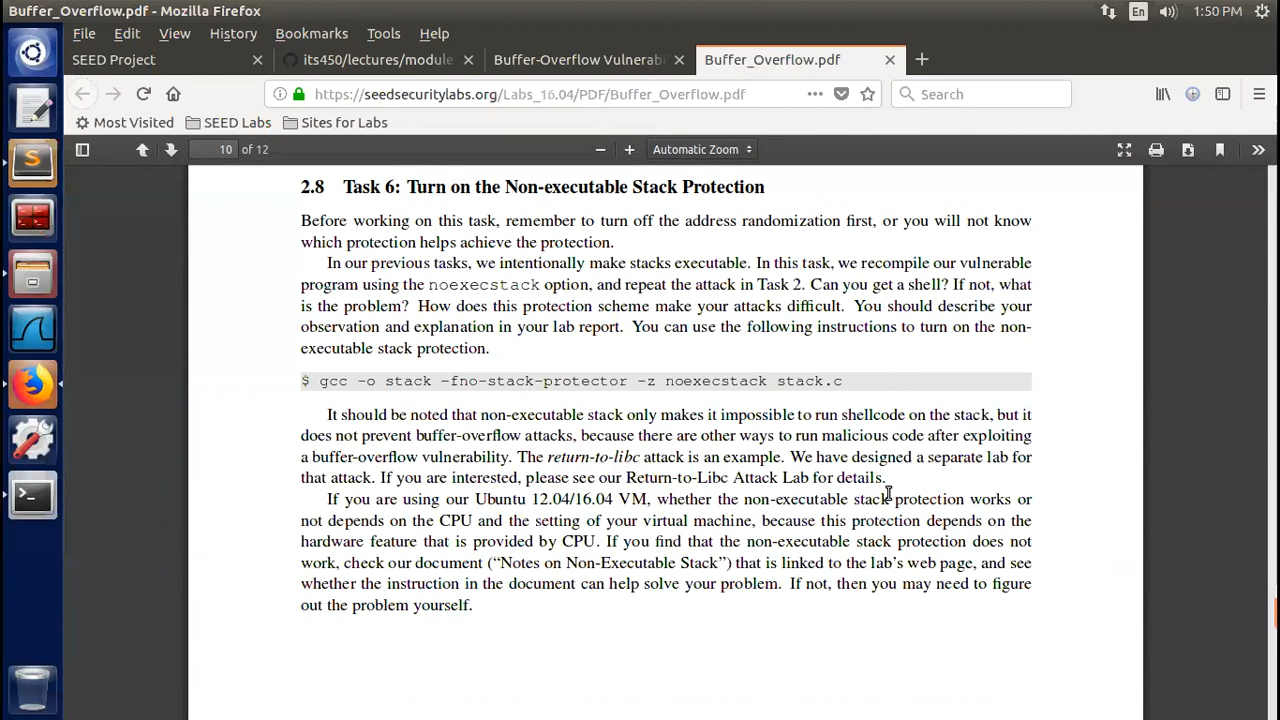 Buffer_Overflow.pdf - Mozilla Firefox
En
1:50 PM
File Edit View History Bookmarks Tools Help
SEED Project
its450/lectures/module
Buffer-Overflow Vulnerab
Buffer_Overflow.pdf
https://seedsecuritylabs.org/Labs_16.04/PDF/Buffer_Overflow.pdf
Search
Most Visited
SEED Labs
Sites for Labs
10 of 12
Automatic Zoom
2.8 Task 6: Turn on the Non-executable Stack Protection
Before working on this task, remember to turn off the address randomization first, or you will not know
which protection helps achieve the protection.
In our previous tasks, we intentionally make stacks executable. In this task, we recompile our vulnerable
program using the noexecstack option, and repeat the attack in Task 2. Can you get a shell? If not, what
is the problem? How does this protection scheme make your attacks difficult. You should describe your
observation and explanation in your lab report. You can use the following instructions to turn on the non-
executable stack protection.
$ gcc -o stack -fno-stack-protector -z noexecstack stack.c
It should be noted that non-executable stack only makes it impossible to run shellcode on the stack, but it
does not prevent buffer-overflow attacks, because there are other ways to run malicious code after exploiting
a buffer-overflow vulnerability. The return-to-libc attack is an example. We have designed a separate lab for
that attack. If you are interested, please see our Return-to-Libc Attack Lab for details.
If you are using our Ubuntu 12.04/16.04 VM, whether the non-executable stack protection works or
not depends on the CPU and the setting of your virtual machine, because this protection depends on the
hardware feature that is provided by CPU. If you find that the non-executable stack protection does not
work, check our document (“Notes on Non-Executable Stack”) that is linked to the lab’s web page, and see
whether the instruction in the document can help solve your problem. If not, then you may need to figure
out the problem yourself.